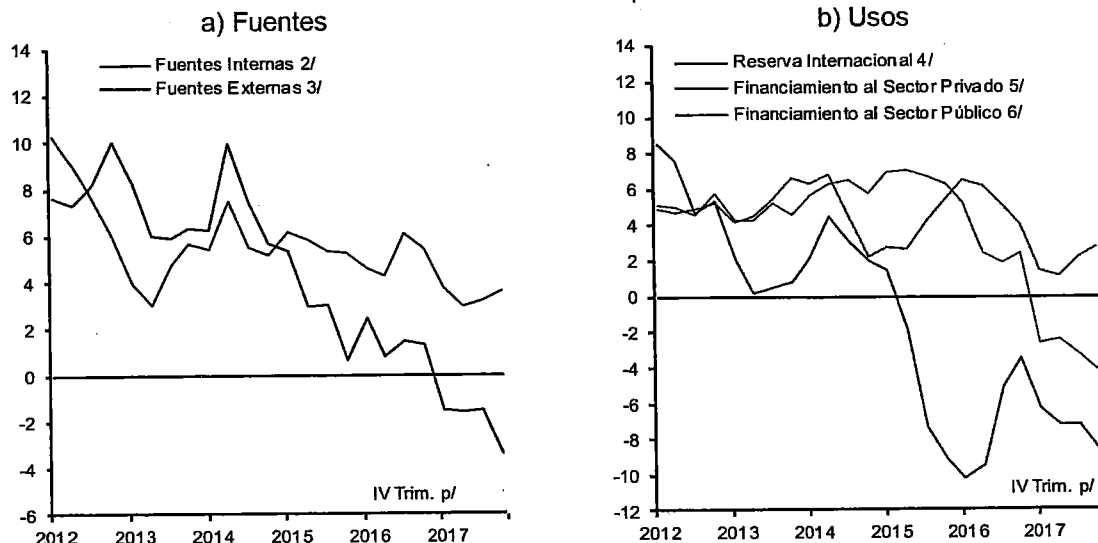 a) Fuentes
14
12
10
8
6
4
2
0
-2
-4
-6
Fuentes Internas 2/
Fuentes Externas 3/
IV Trim. p/
2012 2013 2014 2015 2016 2017
b) Usos
14
12
10
8
6
4
2
0
-2
-4
-6
-8
-10
-12
Reserva Internacional 4/
Financiamiento al Sector Privado 5/
Financiamiento al Sector Público 6/
IV Trim. p/
2012 2013 2014 2015 2016 2017